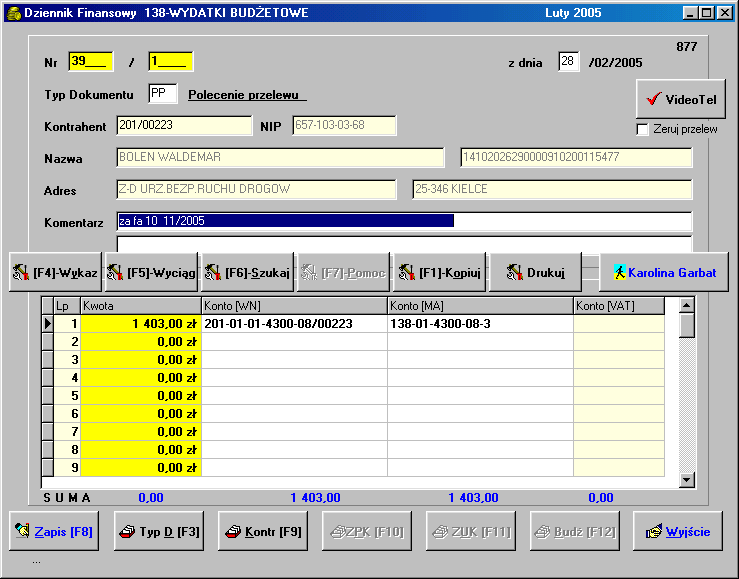 Dziennik Finansowy 138-WYDATKI BUDŻETOWE Luty 2005
877
Nr 39___ / 1____ z dnia 28 /02/2005
Typ Dokumentu PP Polecenie przelewu
VideoTel
Kontrahent 201/00223 NIP 657-103-03-68
Zeruj przelew
Nazwa BOLEN WALDEMAR 14102026290000910200115477
Adres Z-D URZ.BEZP.RUCHU DROGOW 25-346 KIELCE
Komentarz za fa 10 11/2005
[F4]-Wykaz [F5]-Wyciąg [F6]-Szukaj [F7]-Pomoc [F1]-Kopiuj Drukuj Karolina Garbat
Lp Kwota Konto [WN] Konto [MA] Konto [VAT]
1 1 403,00 zł 201-01-01-4300-08/00223 138-01-4300-08-3
2 0,00 zł
3 0,00 zł
4 0,00 zł
5 0,00 zł
6 0,00 zł
7 0,00 zł
8 0,00 zł
9 0,00 zł
S U M A 0,00 1 403,00 1 403,00 0,00
Zapis [F8] Typ D [F3] Kontr [F9] ZPK [F10] ZUK [F11] Budż [F12] Wyjście
...